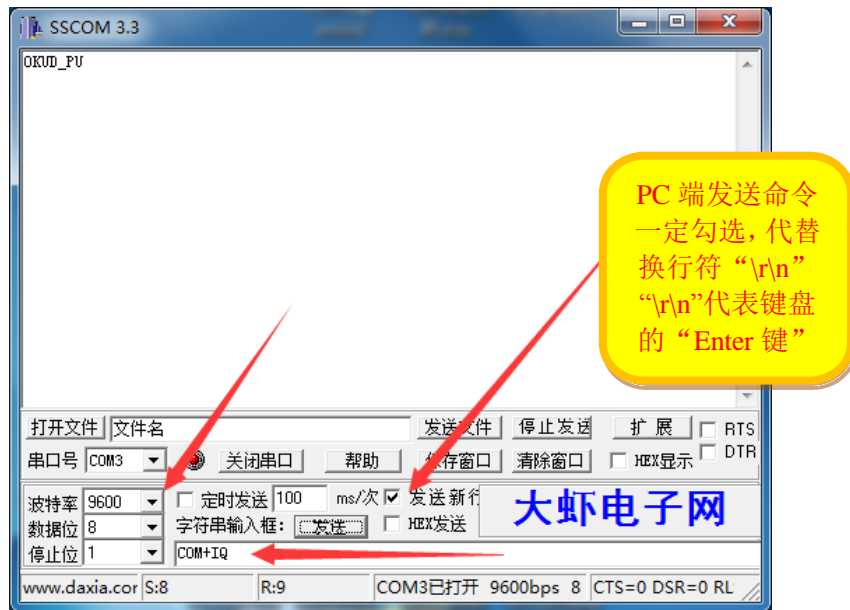 SSCOM 3.3
OKUD_PU
PC 端发送命令
一定勾选，代替
换行符“\r\n”
“\r\n”代表键盘
的“Enter 键”
打开文件 文件名 发送文件 停止发送 扩 展 RTS
串口号 COM3 关闭串口 帮助 保存窗口 清除窗口 HEX显示 DTR
波特率 9600 定时发送 100 ms/次 发送新行 大虾电子网
数据位 8 字符串输入框： 发送 HEX发送
停止位 1 COM+IQ
www.daxia.cor S:8 R:9 COM3已打开 9600bps 8 CTS=0 DSR=0 RL